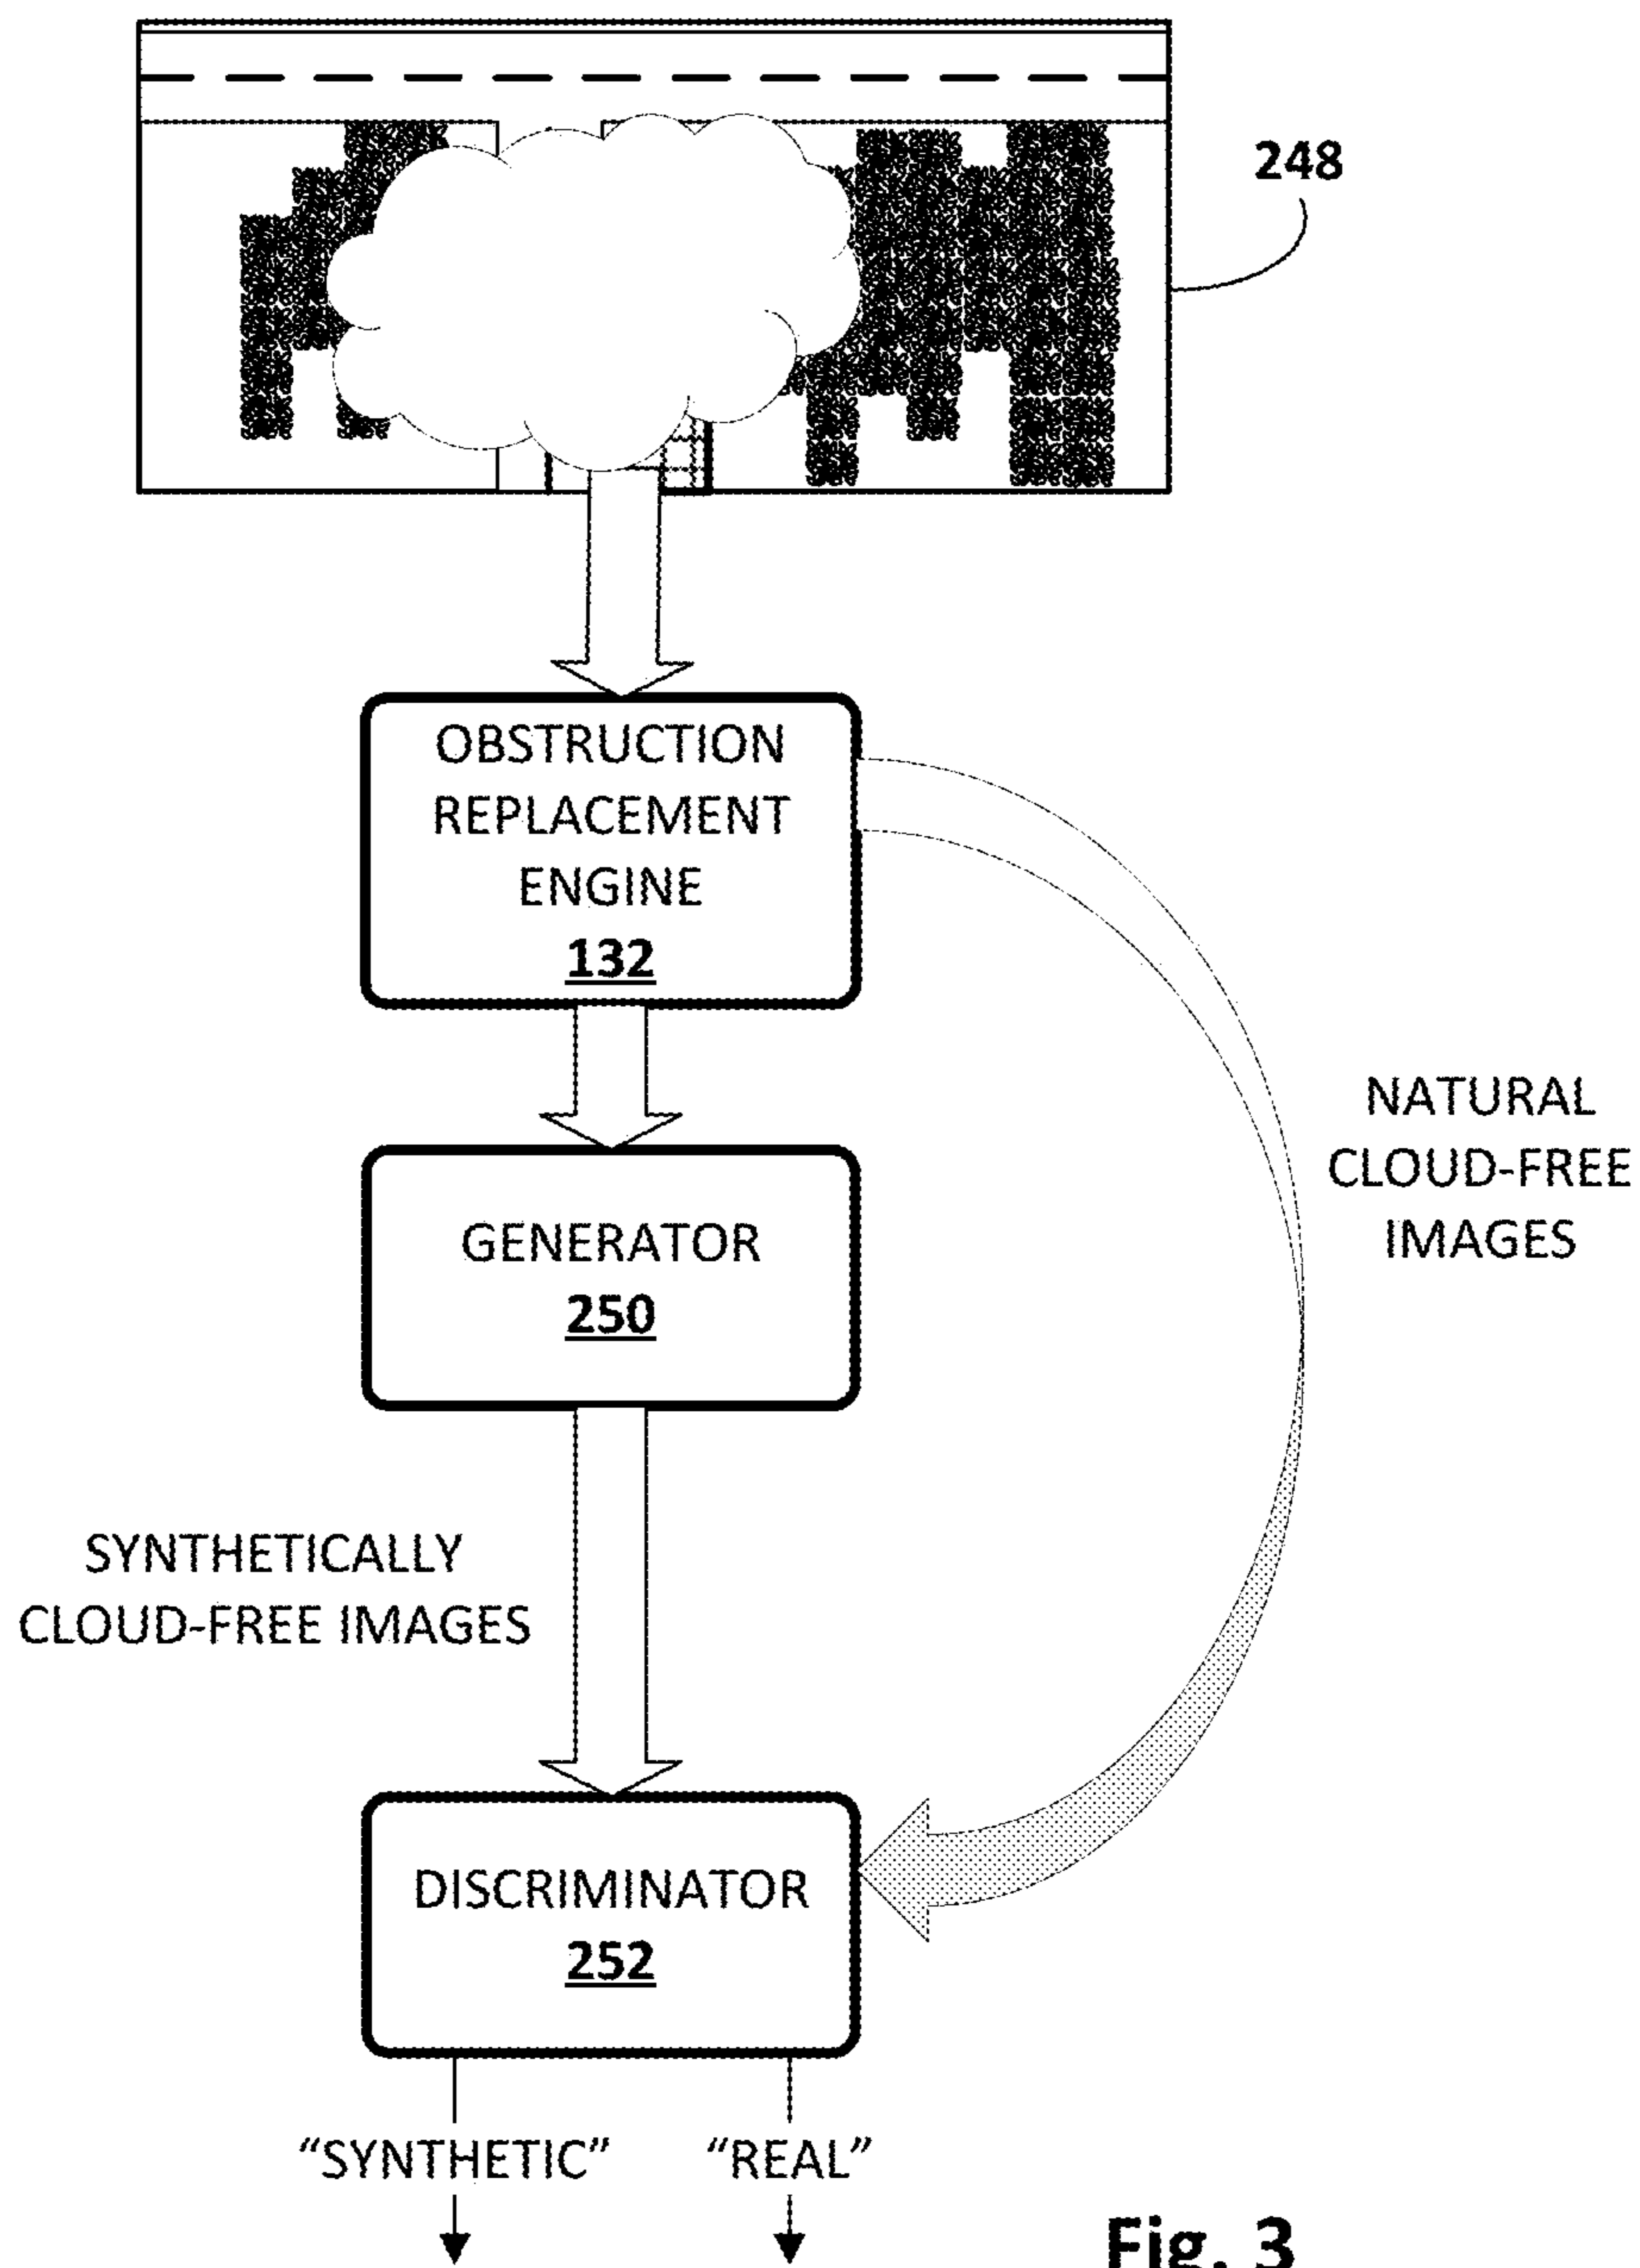 248
OBSTRUCTION
REPLACEMENT
ENGINE
132
NATURAL
CLOUD-FREE
IMAGES
GENERATOR
250
SYNTHETICALLY
CLOUD-FREE IMAGES
DISCRIMINATOR
252
“SYNTHETIC” “REAL”
Fig. 3